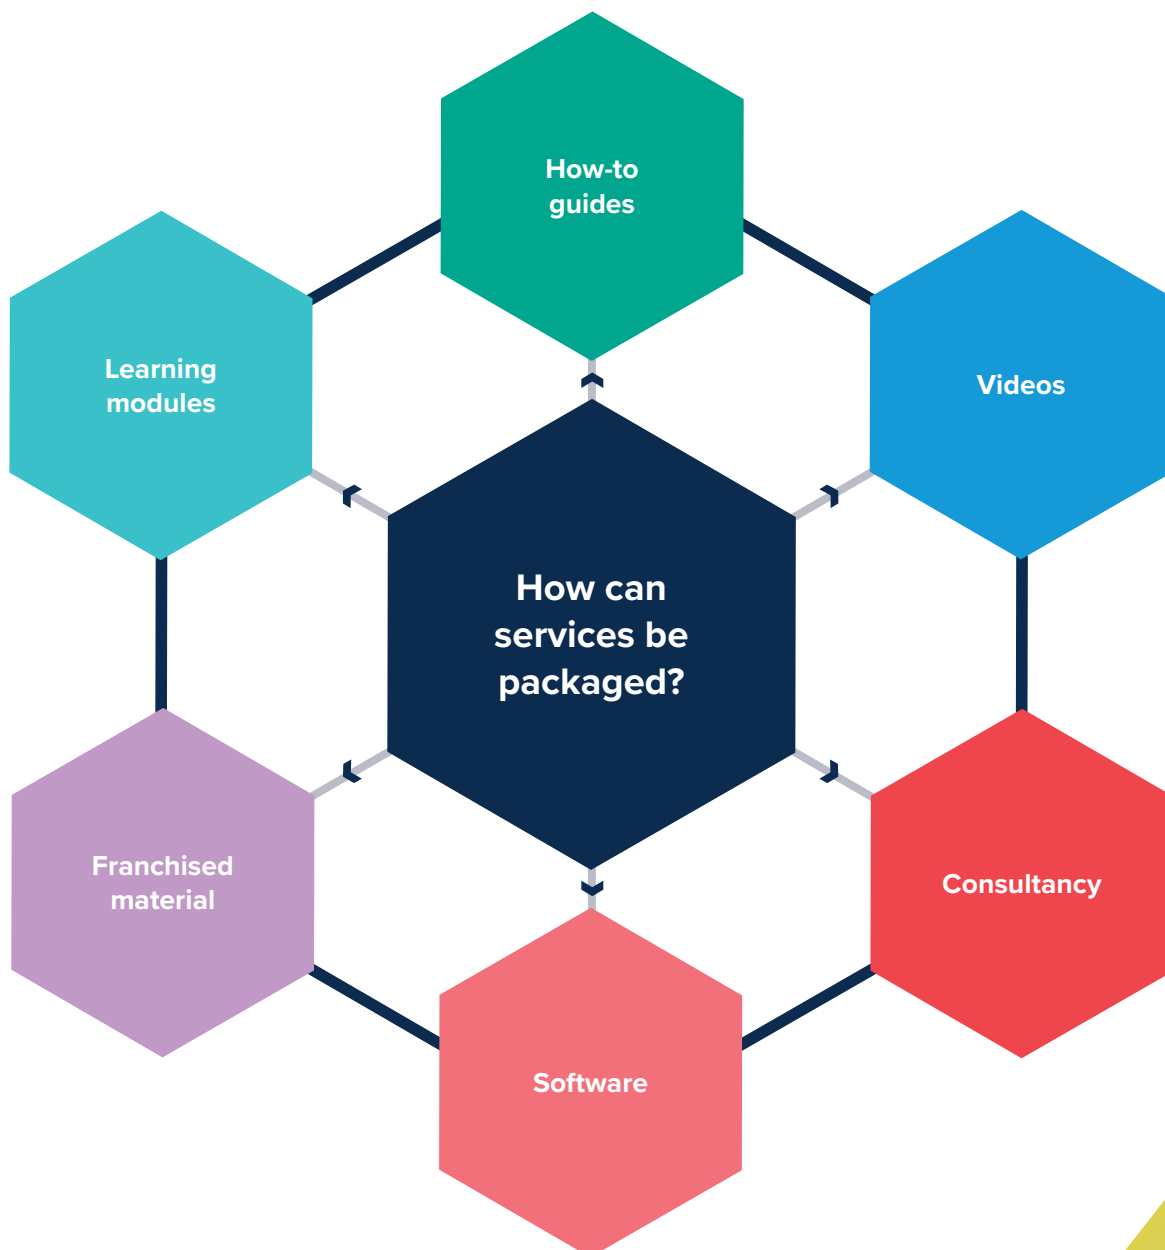 How-to
guides
Learning
modules
Videos
How can
services be
packaged?
Franchised
material
Consultancy
Software